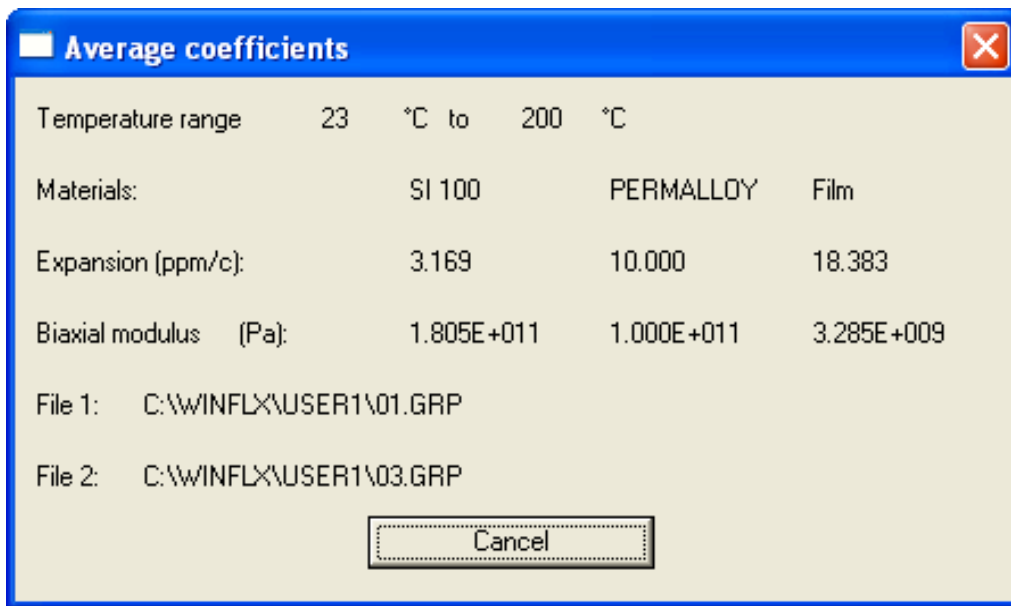 Average coefficients
Temperature range 23 °C to 200 °C
Materials: SI 100 PERMALLOY Film
Expansion (ppm/c): 3.169 10.000 18.383
Biaxial modulus (Pa): 1.805E+011 1.000E+011 3.285E+009
File 1: C:\WINFLX\USER1\01.GRP
File 2: C:\WINFLX\USER1\03.GRP
Cancel